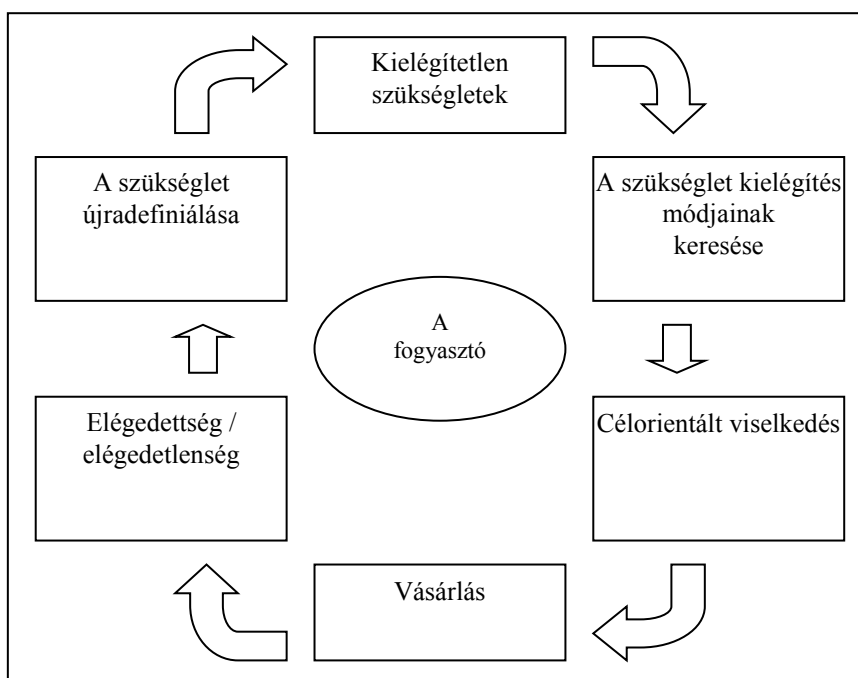 Kielégítetlen
szükségletek
A szükséglet kielégítés
módjainak
keresése
Célorientált viselkedés
Vásárlás
Elégedettség /
elégedetlenség
A szükséglet
újradefiniálása
A
fogyasztó